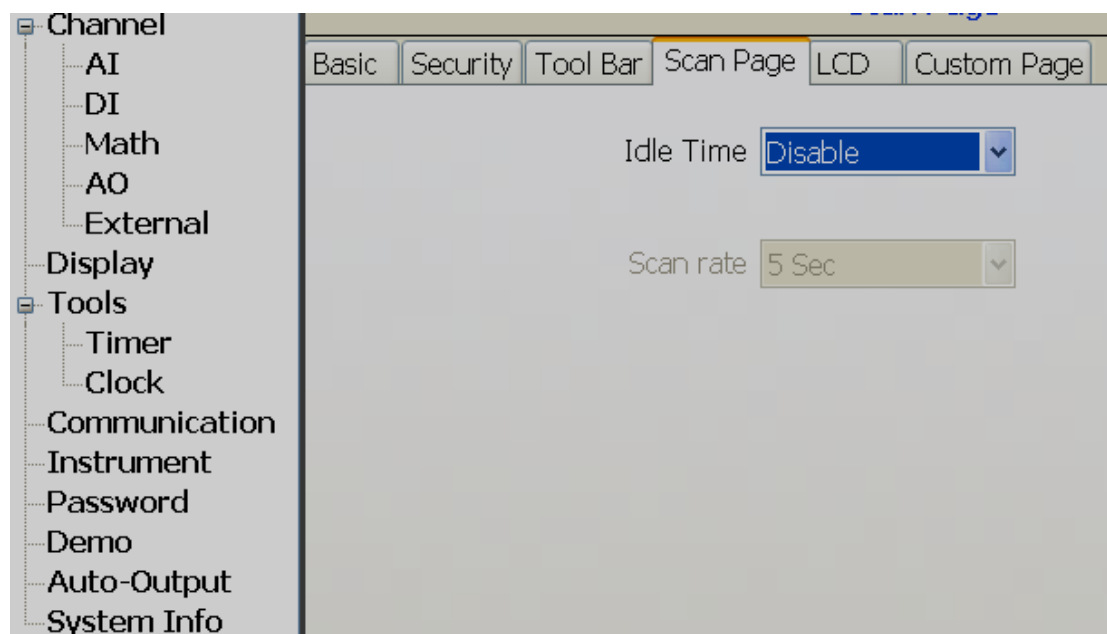 Channel
AI
DI
Math
AO
External
Display
Tools
Timer
Clock
Communication
Instrument
Password
Demo
Auto-Output
System Info
Basic Security Tool Bar Scan Page LCD Custom Page
Idle Time Disable
Scan rate 5 Sec